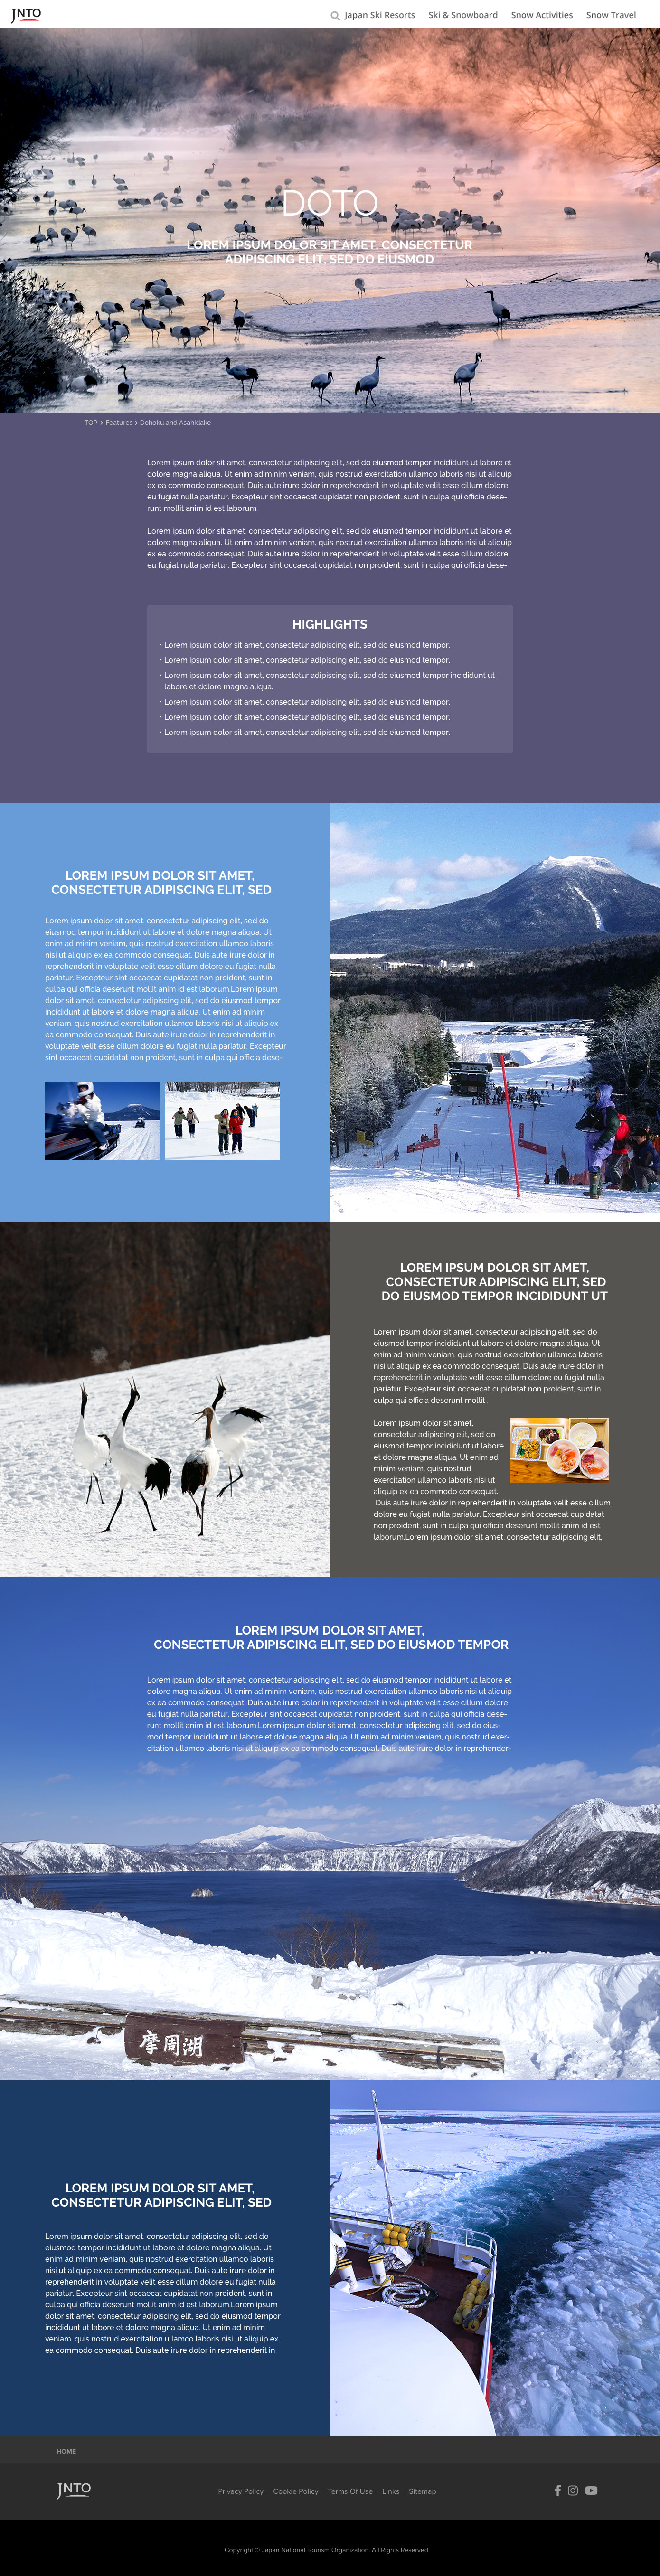 JNTO
Japan Ski Resorts Ski & Snowboard Snow Activities Snow Travel
DOTO
LOREM IPSUM DOLOR SIT AMET, CONSECTETUR
ADIPISCING ELIT, SED DO EIUSMOD
TOP > Features > Dohoku and Asahidake
Lorem ipsum dolor sit amet, consectetur adipiscing elit, sed do eiusmod tempor incididunt ut labore et
dolore magna aliqua. Ut enim ad minim veniam, quis nostrud exercitation ullamco laboris nisi ut aliquip
ex ea commodo consequat. Duis aute irure dolor in reprehenderit in voluptate velit esse cillum dolore
eu fugiat nulla pariatur. Excepteur sint occaecat cupidatat non proident, sunt in culpa qui officia dese-
runt mollit anim id est laborum.
Lorem ipsum dolor sit amet, consectetur adipiscing elit, sed do eiusmod tempor incididunt ut labore et
dolore magna aliqua. Ut enim ad minim veniam, quis nostrud exercitation ullamco laboris nisi ut aliquip
ex ea commodo consequat. Duis aute irure dolor in reprehenderit in voluptate velit esse cillum dolore
eu fugiat nulla pariatur. Excepteur sint occaecat cupidatat non proident, sunt in culpa qui officia dese-
HIGHLIGHTS
・Lorem ipsum dolor sit amet, consectetur adipiscing elit, sed do eiusmod tempor.
・Lorem ipsum dolor sit amet, consectetur adipiscing elit, sed do eiusmod tempor.
・Lorem ipsum dolor sit amet, consectetur adipiscing elit, sed do eiusmod tempor incididunt ut
labore et dolore magna aliqua.
・Lorem ipsum dolor sit amet, consectetur adipiscing elit, sed do eiusmod tempor.
・Lorem ipsum dolor sit amet, consectetur adipiscing elit, sed do eiusmod tempor.
・Lorem ipsum dolor sit amet, consectetur adipiscing elit, sed do eiusmod tempor.
LOREM IPSUM DOLOR SIT AMET,
CONSECTETUR ADIPISCING ELIT, SED
Lorem ipsum dolor sit amet, consectetur adipiscing elit, sed do
eiusmod tempor incididunt ut labore et dolore magna aliqua. Ut
enim ad minim veniam, quis nostrud exercitation ullamco laboris
nisi ut aliquip ex ea commodo consequat. Duis aute irure dolor in
reprehenderit in voluptate velit esse cillum dolore eu fugiat nulla
pariatur. Excepteur sint occaecat cupidatat non proident, sunt in
culpa qui officia deserunt mollit anim id est laborum.Lorem ipsum
dolor sit amet, consectetur adipiscing elit, sed do eiusmod tempor
incididunt ut labore et dolore magna aliqua. Ut enim ad minim
veniam, quis nostrud exercitation ullamco laboris nisi ut aliquip ex
ea commodo consequat. Duis aute irure dolor in reprehenderit in
voluptate velit esse cillum dolore eu fugiat nulla pariatur. Excepteur
sint occaecat cupidatat non proident, sunt in culpa qui officia dese-
LOREM IPSUM DOLOR SIT AMET,
CONSECTETUR ADIPISCING ELIT, SED
DO EIUSMOD TEMPOR INCIDIDUNT UT
Lorem ipsum dolor sit amet, consectetur adipiscing elit, sed do
eiusmod tempor incididunt ut labore et dolore magna aliqua. Ut
enim ad minim veniam, quis nostrud exercitation ullamco laboris
nisi ut aliquip ex ea commodo consequat. Duis aute irure dolor in
reprehenderit in voluptate velit esse cillum dolore eu fugiat nulla
pariatur. Excepteur sint occaecat cupidatat non proident, sunt in
culpa qui officia deserunt mollit .
Lorem ipsum dolor sit amet,
consectetur adipiscing elit, sed do
eiusmod tempor incididunt ut labore
et dolore magna aliqua. Ut enim ad
minim veniam, quis nostrud
exercitation ullamco laboris nisi ut
aliquip ex ea commodo consequat.
Duis aute irure dolor in reprehenderit in voluptate velit esse cillum
dolore eu fugiat nulla pariatur. Excepteur sint occaecat cupidatat
non proident, sunt in culpa qui officia deserunt mollit anim id est
laborum.Lorem ipsum dolor sit amet, consectetur adipiscing elit,
LOREM IPSUM DOLOR SIT AMET,
CONSECTETUR ADIPISCING ELIT, SED DO EIUSMOD TEMPOR
Lorem ipsum dolor sit amet, consectetur adipiscing elit, sed do eiusmod tempor incididunt ut labore et
dolore magna aliqua. Ut enim ad minim veniam, quis nostrud exercitation ullamco laboris nisi ut aliquip
ex ea commodo consequat. Duis aute irure dolor in reprehenderit in voluptate velit esse cillum dolore
eu fugiat nulla pariatur. Excepteur sint occaecat cupidatat non proident, sunt in culpa qui officia dese-
runt mollit anim id est laborum.Lorem ipsum dolor sit amet, consectetur adipiscing elit, sed do eius-
mod tempor incididunt ut labore et dolore magna aliqua. Ut enim ad minim veniam, quis nostrud exer-
citation ullamco laboris nisi ut aliquip ex ea commodo consequat. Duis aute irure dolor in reprehender-
摩周湖
LOREM IPSUM DOLOR SIT AMET,
CONSECTETUR ADIPISCING ELIT, SED
Lorem ipsum dolor sit amet, consectetur adipiscing elit, sed do
eiusmod tempor incididunt ut labore et dolore magna aliqua. Ut
enim ad minim veniam, quis nostrud exercitation ullamco laboris
nisi ut aliquip ex ea commodo consequat. Duis aute irure dolor in
reprehenderit in voluptate velit esse cillum dolore eu fugiat nulla
pariatur. Excepteur sint occaecat cupidatat non proident, sunt in
culpa qui officia deserunt mollit anim id est laborum.Lorem ipsum
dolor sit amet, consectetur adipiscing elit, sed do eiusmod tempor
incididunt ut labore et dolore magna aliqua. Ut enim ad minim
veniam, quis nostrud exercitation ullamco laboris nisi ut aliquip ex
ea commodo consequat. Duis aute irure dolor in reprehenderit in
HOME
JNTO
Privacy Policy Cookie Policy Terms Of Use Links Sitemap
Copyright © Japan National Tourism Organization. All Rights Reserved.